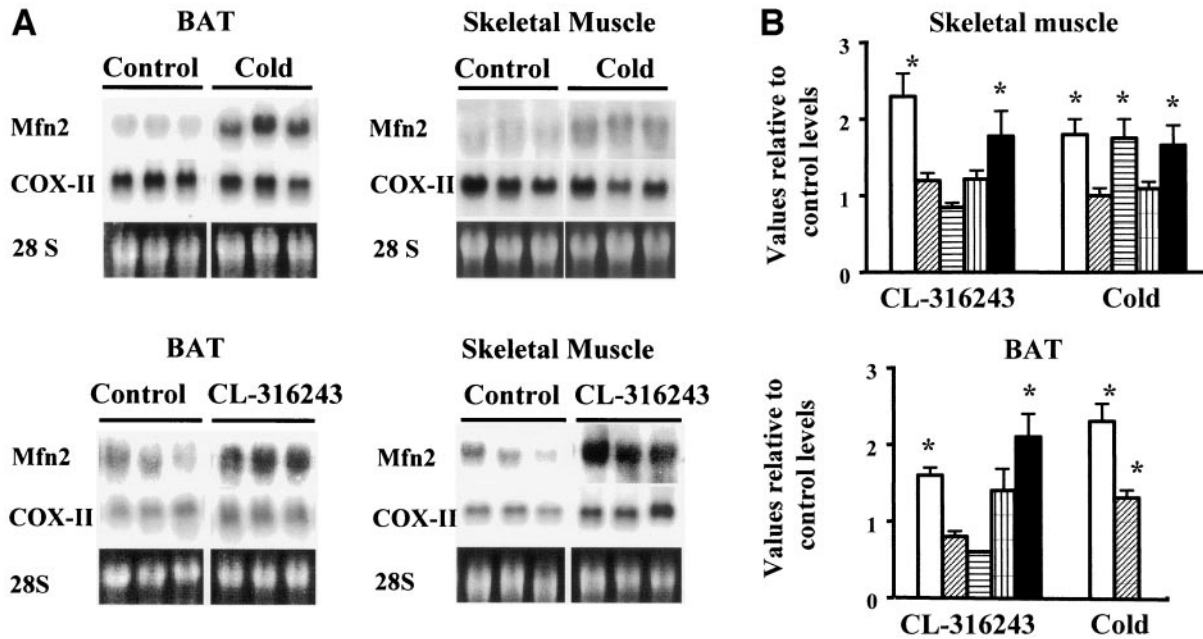 A
BAT
Control Cold
Mfn2
COX-II
28 S
Skeletal Muscle
Control Cold
Mfn2
COX-II
28 S
BAT
Control CL-316243
Mfn2
COX-II
28S
Skeletal Muscle
Control CL-316243
Mfn2
COX-II
28S
B
Skeletal muscle
Values relative to
control levels
3
2
1
0
* * * * *
CL-316243 Cold
BAT
Values relative to
control levels
3
2
1
0
* * * *
CL-316243 Cold